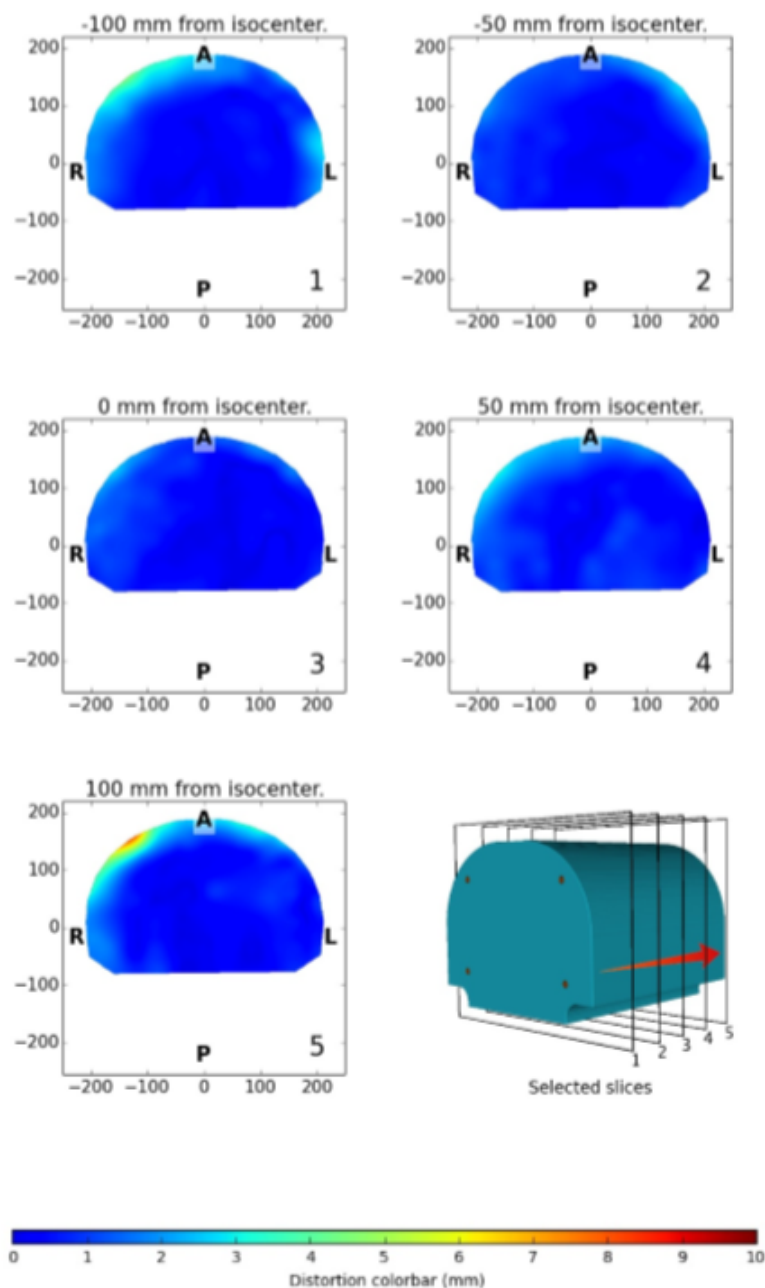 -100 mm from isocenter.
-50 mm from isocenter.
200
100
0
−100
−200
A
R
L
P
1
−200 −100 0 100 200
200
100
0
−100
−200
A
R
L
P
2
−200 −100 0 100 200
0 mm from isocenter.
50 mm from isocenter.
200
100
0
−100
−200
A
R
L
P
3
−200 −100 0 100 200
200
100
0
−100
−200
A
R
L
P
4
−200 −100 0 100 200
100 mm from isocenter.
200
100
0
−100
−200
A
R
L
P
5
−200 −100 0 100 200
1 2 3 4 5
Selected slices
0 1 2 3 4 5 6 7 8 9 10
Distortion colorbar (mm)